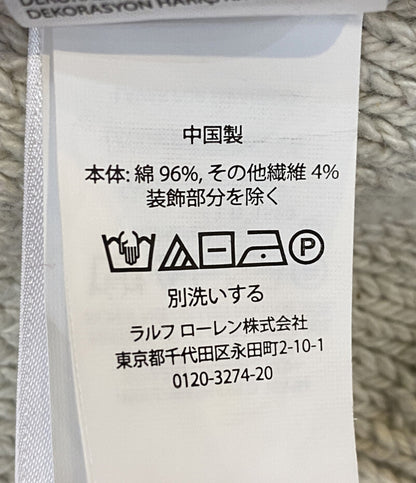 DEKORASYON HARİÇ
中国製
本体: 綿 96%, その他繊維 4%
装飾部分を除く
P
別洗いする
ラルフ ローレン株式会社
東京都千代田区永田町2-10-1
0120-3274-20